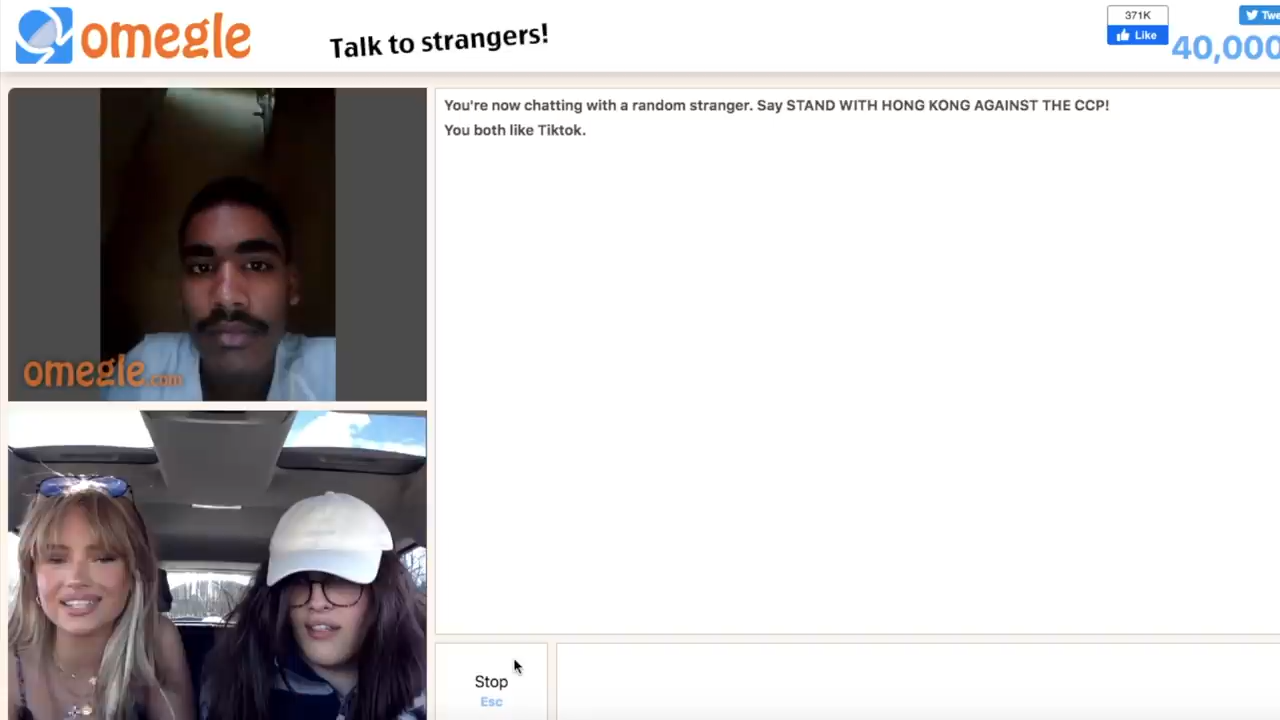 omegle
Talk to strangers!
371K
Like
Twe
40,000
You're now chatting with a random stranger. Say STAND WITH HONG KONG AGAINST THE CCP!
You both like Tiktok.
omegle.com
Stop
Esc